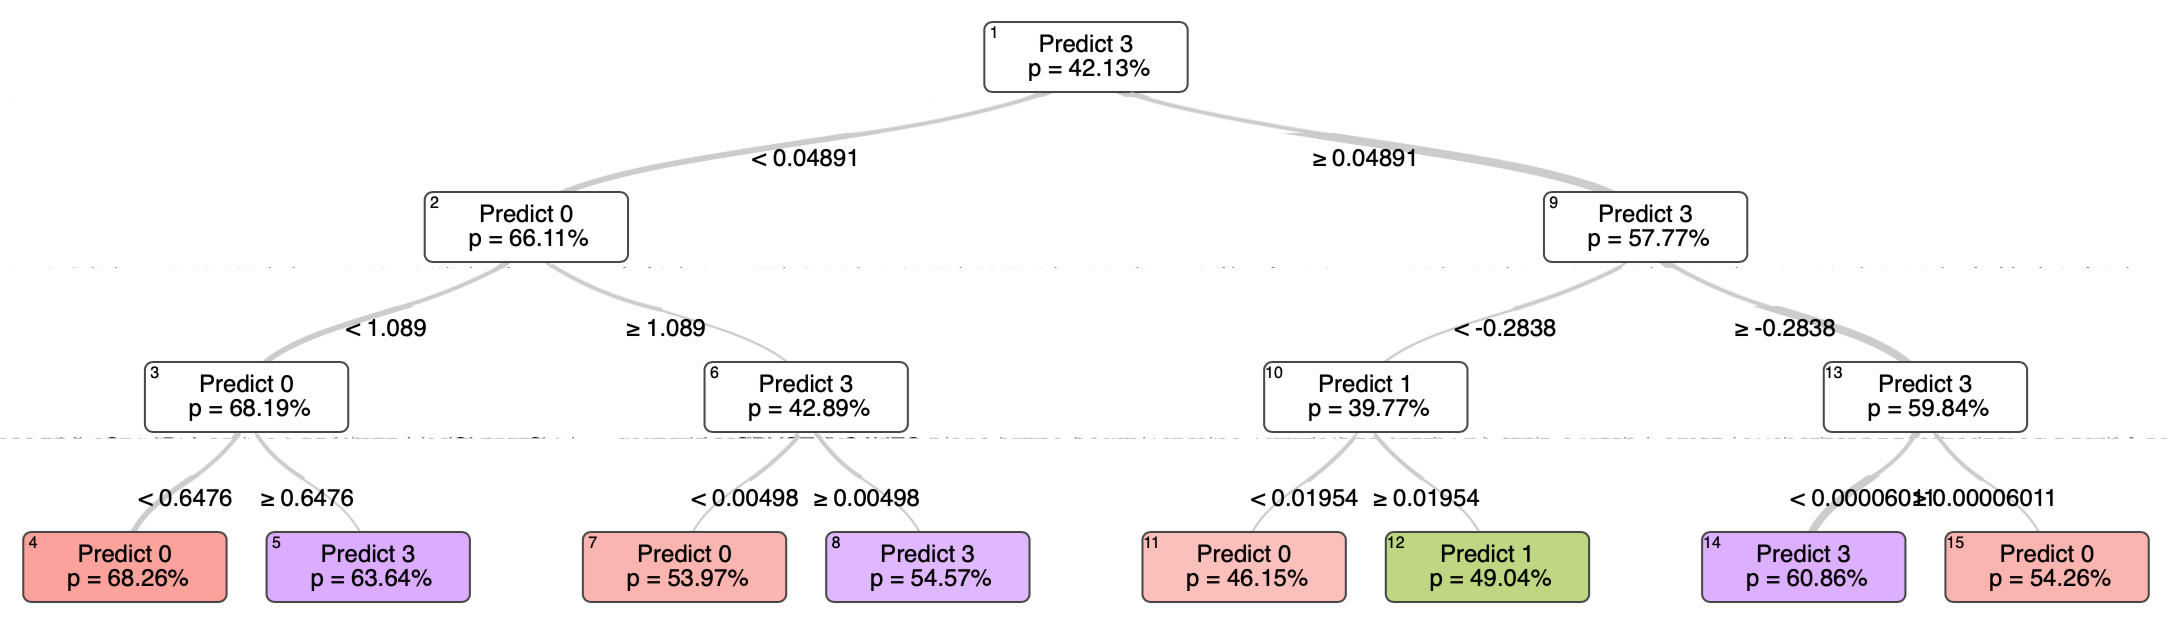 1
Predict 3
p = 42.13%
< 0.04891
≥ 0.04891
2
Predict 0
p = 66.11%
9
Predict 3
p = 57.77%
< 1.089
≥ 1.089
< -0.2838
≥ -0.2838
3
Predict 0
p = 68.19%
6
Predict 3
p = 42.89%
10
Predict 1
p = 39.77%
13
Predict 3
p = 59.84%
< 0.6476
≥ 0.6476
< 0.00498
≥ 0.00498
< 0.01954
≥ 0.01954
< 0.00006011
≥ 0.00006011
4
Predict 0
p = 68.26%
5
Predict 3
p = 63.64%
7
Predict 0
p = 53.97%
8
Predict 3
p = 54.57%
11
Predict 0
p = 46.15%
12
Predict 1
p = 49.04%
14
Predict 3
p = 60.86%
15
Predict 0
p = 54.26%